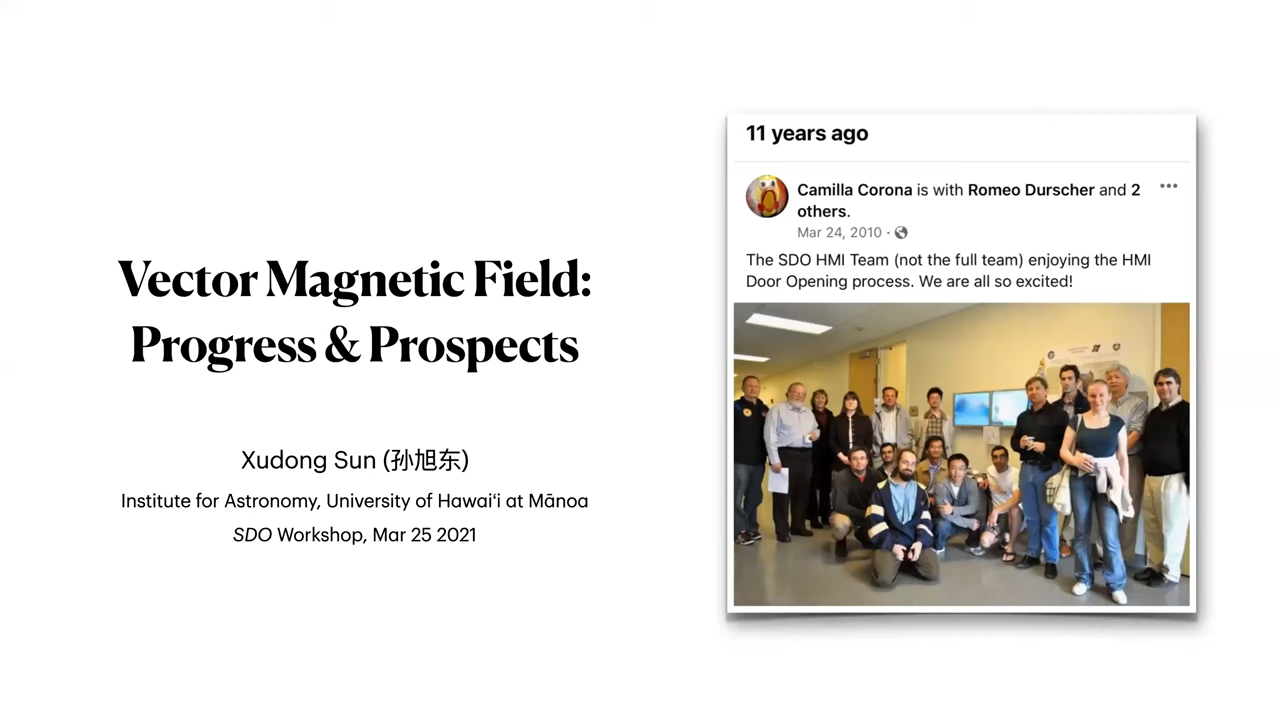 Vector Magnetic Field:
Progress & Prospects
Xudong Sun (孙旭东)
Institute for Astronomy, University of Hawaiʻi at Mānoa
SDO Workshop, Mar 25 2021
11 years ago
Camilla Corona is with Romeo Durscher and 2
others.
Mar 24, 2010 ·
The SDO HMI Team (not the full team) enjoying the HMI
Door Opening process. We are all so excited!